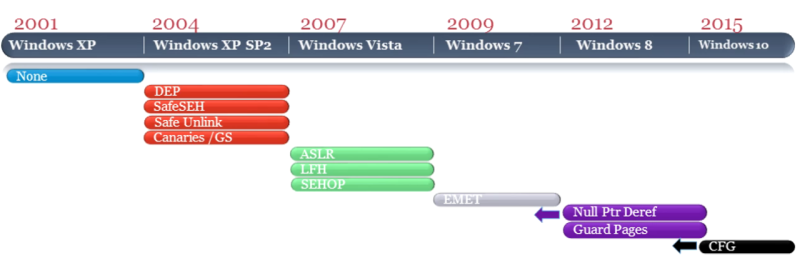 2001 2004 2007 2009 2012 2015
Windows XP Windows XP SP2 Windows Vista Windows 7 Windows 8 Windows 10
None
DEP
SafeSEH
Safe Unlink
Canaries /GS
ASLR
LFH
SEHOP
EMET
Null Ptr Deref
Guard Pages
CFG